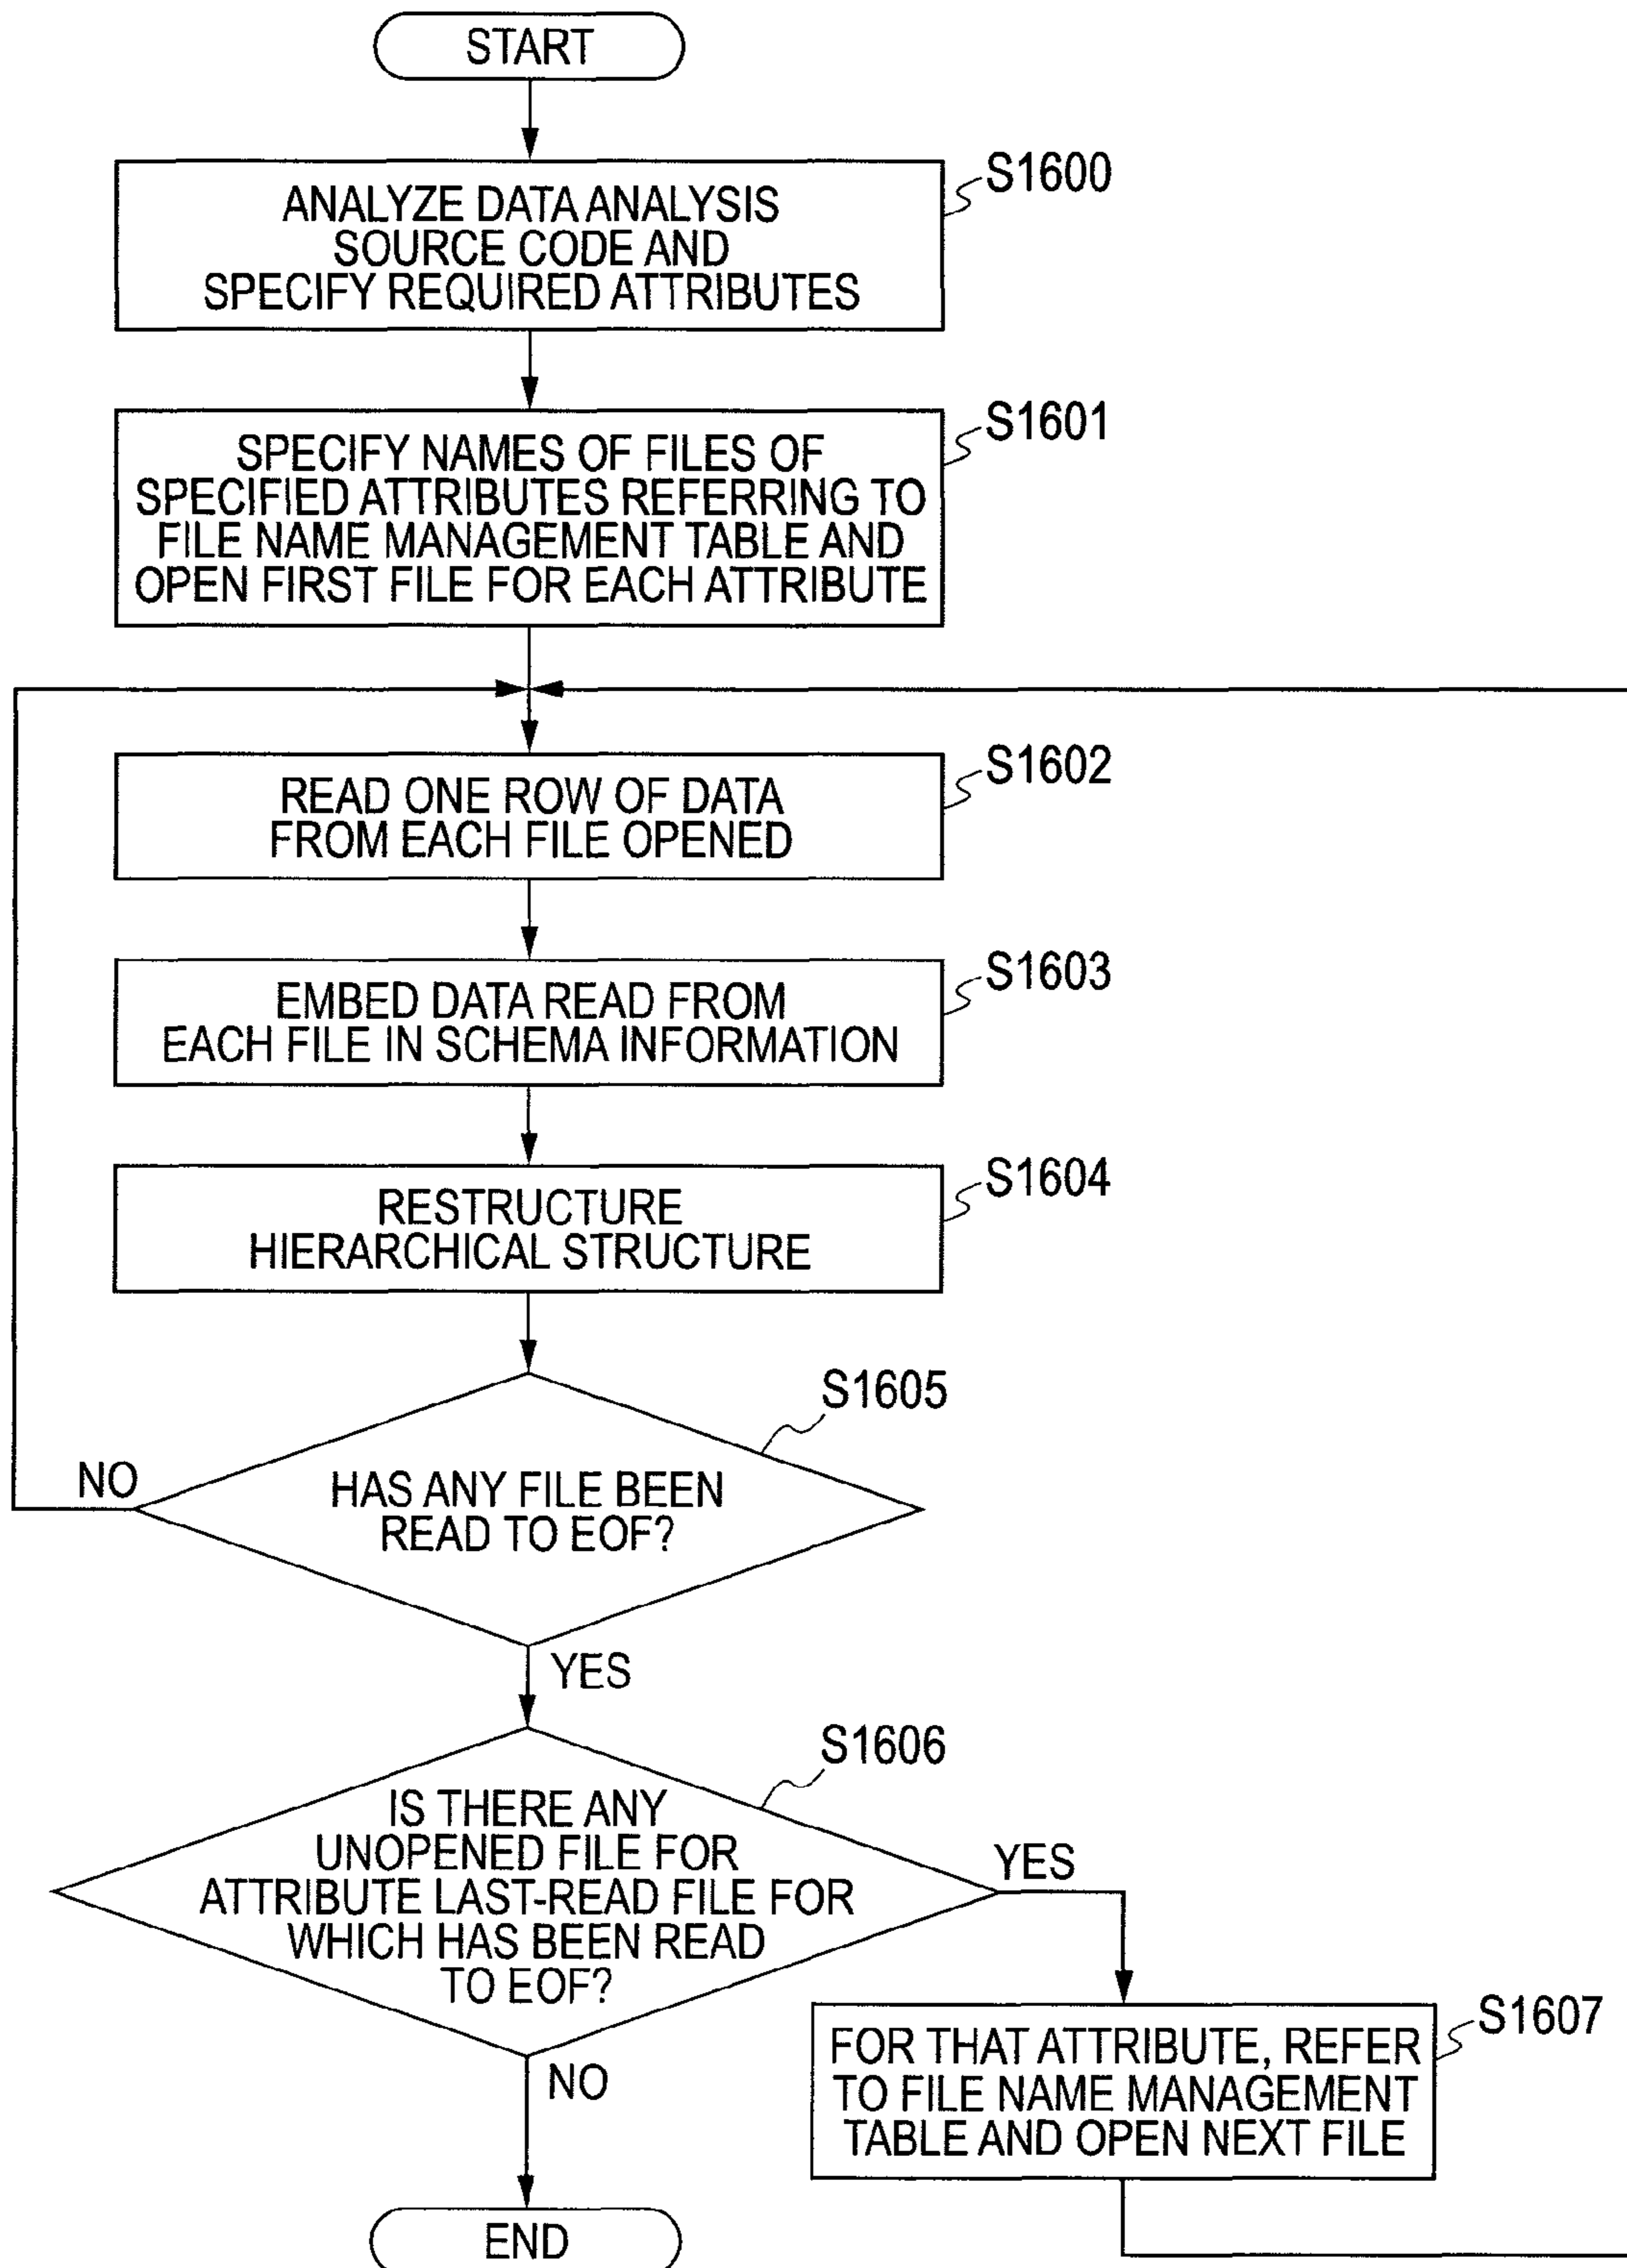 START
S1600
ANALYZE DATA ANALYSIS
SOURCE CODE AND
SPECIFY REQUIRED ATTRIBUTES
S1601
SPECIFY NAMES OF FILES OF
SPECIFIED ATTRIBUTES REFERRING TO
FILE NAME MANAGEMENT TABLE AND
OPEN FIRST FILE FOR EACH ATTRIBUTE
S1602
READ ONE ROW OF DATA
FROM EACH FILE OPENED
S1603
EMBED DATA READ FROM
EACH FILE IN SCHEMA INFORMATION
S1604
RESTRUCTURE
HIERARCHICAL STRUCTURE
S1605
NO
HAS ANY FILE BEEN
READ TO EOF?
YES
S1606
IS THERE ANY
UNOPENED FILE FOR
ATTRIBUTE LAST-READ FILE FOR
WHICH HAS BEEN READ
TO EOF?
YES
S1607
FOR THAT ATTRIBUTE, REFER
TO FILE NAME MANAGEMENT
TABLE AND OPEN NEXT FILE
NO
END